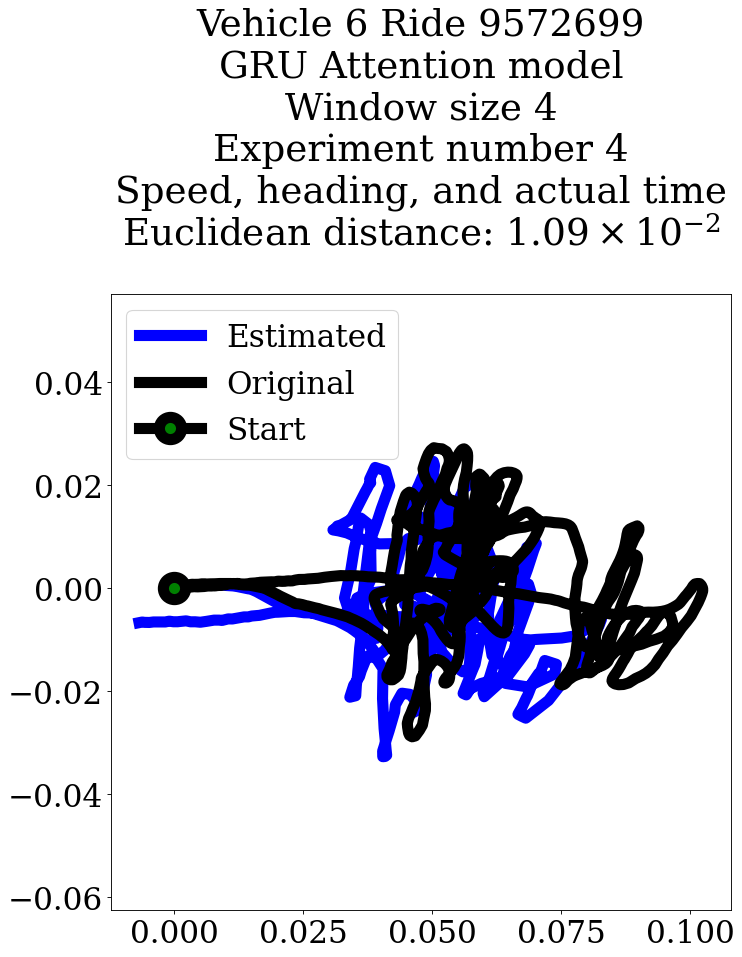 Vehicle 6 Ride 9572699
GRU Attention model
Window size 4
Experiment number 4
Speed, heading, and actual time
Euclidean distance: 1.09 × 10⁻²
Estimated
Original
Start
0.04
0.02
0.00
−0.02
−0.04
−0.06
0.000 0.025 0.050 0.075 0.100